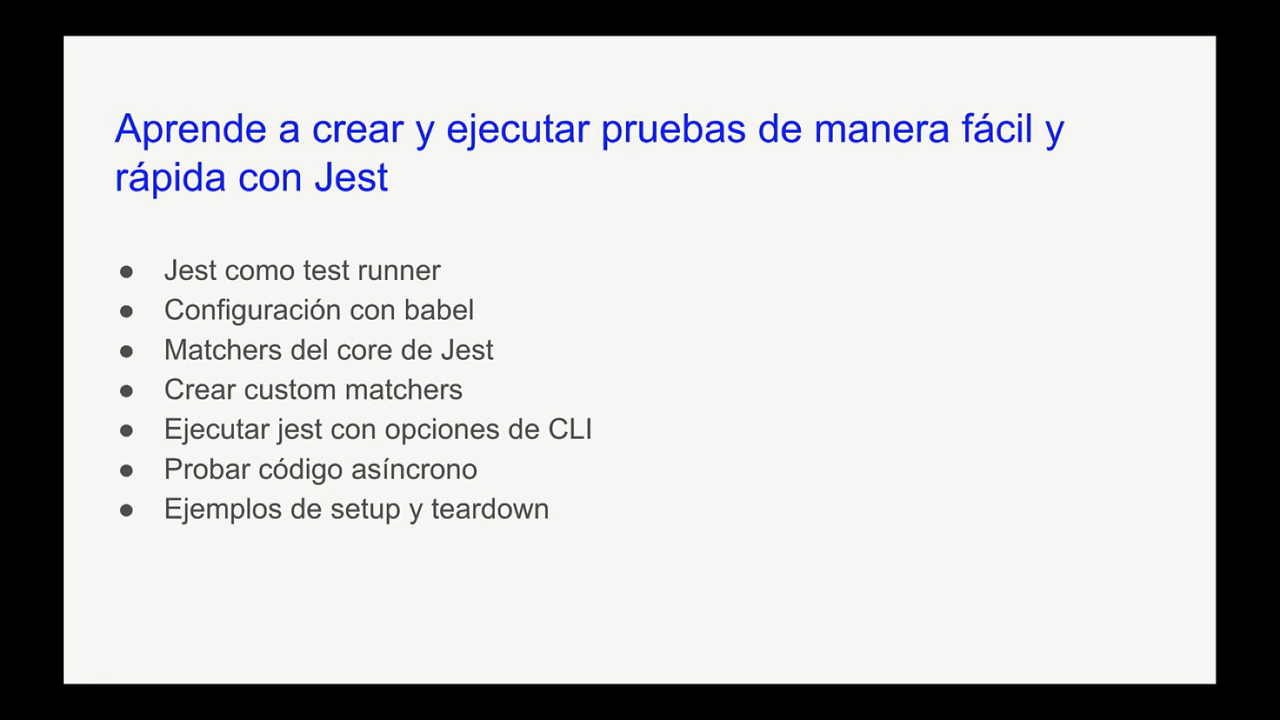 Aprende a crear y ejecutar pruebas de manera fácil y
rápida con Jest
● Jest como test runner
● Configuración con babel
● Matchers del core de Jest
● Crear custom matchers
● Ejecutar jest con opciones de CLI
● Probar código asíncrono
● Ejemplos de setup y teardown